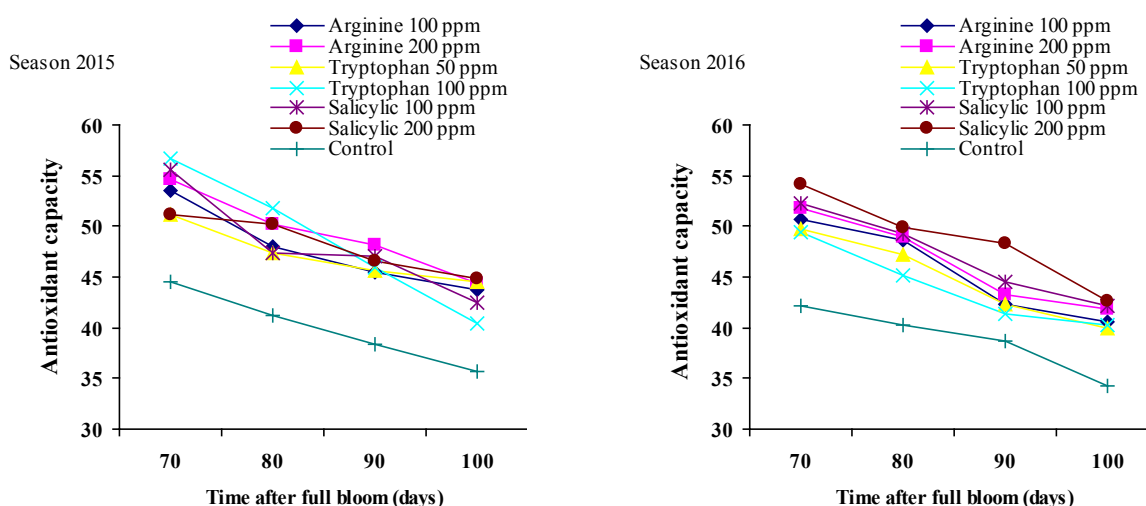 Season 2015
Arginine 100 ppm
Arginine 200 ppm
Tryptophan 50 ppm
Tryptophan 100 ppm
Salicylic 100 ppm
Salicylic 200 ppm
Control
Antioxidant capacity
60
55
50
45
40
35
30
70 80 90 100
Time after full bloom (days)
Season 2016
Arginine 100 ppm
Arginine 200 ppm
Tryptophan 50 ppm
Tryptophan 100 ppm
Salicylic 100 ppm
Salicylic 200 ppm
Control
Antioxidant capacity
60
55
50
45
40
35
30
70 80 90 100
Time after full bloom (days)